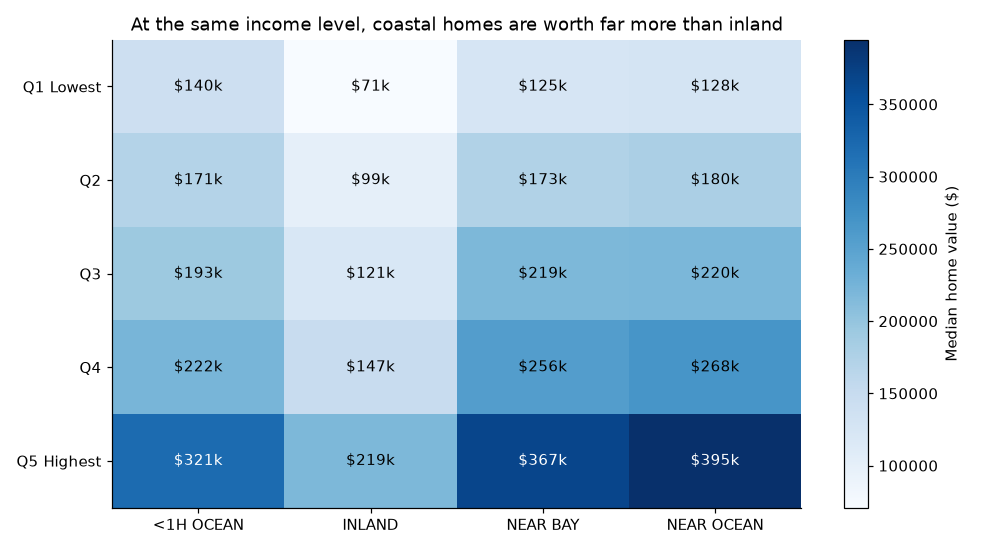 At the same income level, coastal homes are worth far more than inland
Q1 Lowest $140k $71k $125k $128k
Q2 $171k $99k $173k $180k
Q3 $193k $121k $219k $220k
Q4 $222k $147k $256k $268k
Q5 Highest $321k $219k $367k $395k
<1H OCEAN INLAND NEAR BAY NEAR OCEAN
350000
300000
250000
200000
150000
100000
Median home value ($)